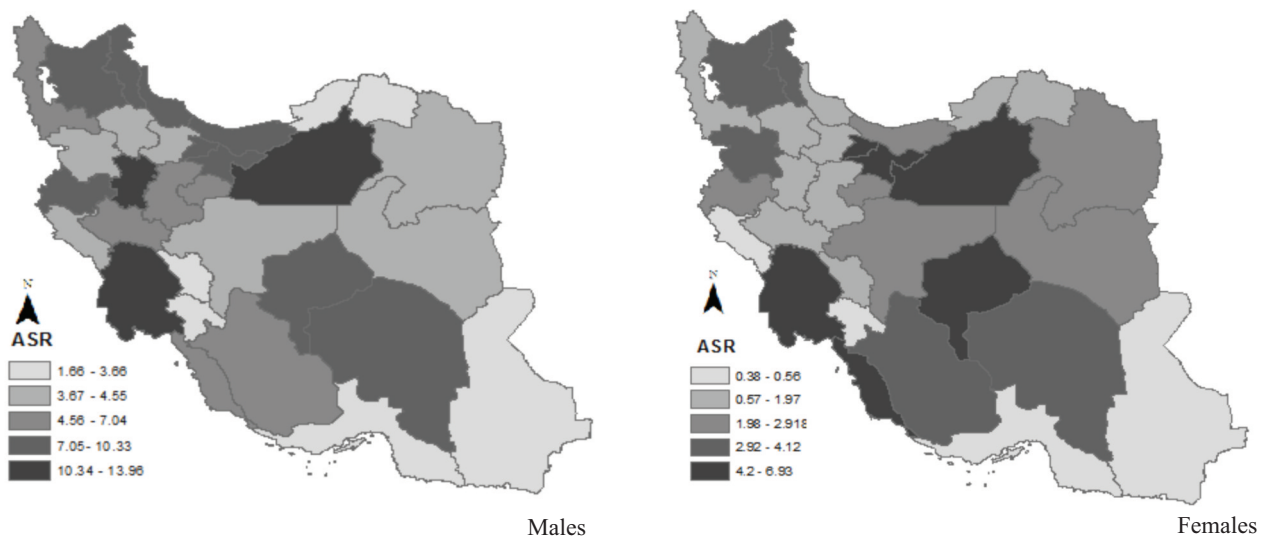 N
ASR
1.66 - 3.66
3.67 - 4.55
4.56 - 7.04
7.05 - 10.33
10.34 - 13.96
Males
N
ASR
0.38 - 0.56
0.57 - 1.97
1.98 - 2.918
2.92 - 4.12
4.2 - 6.93
Females